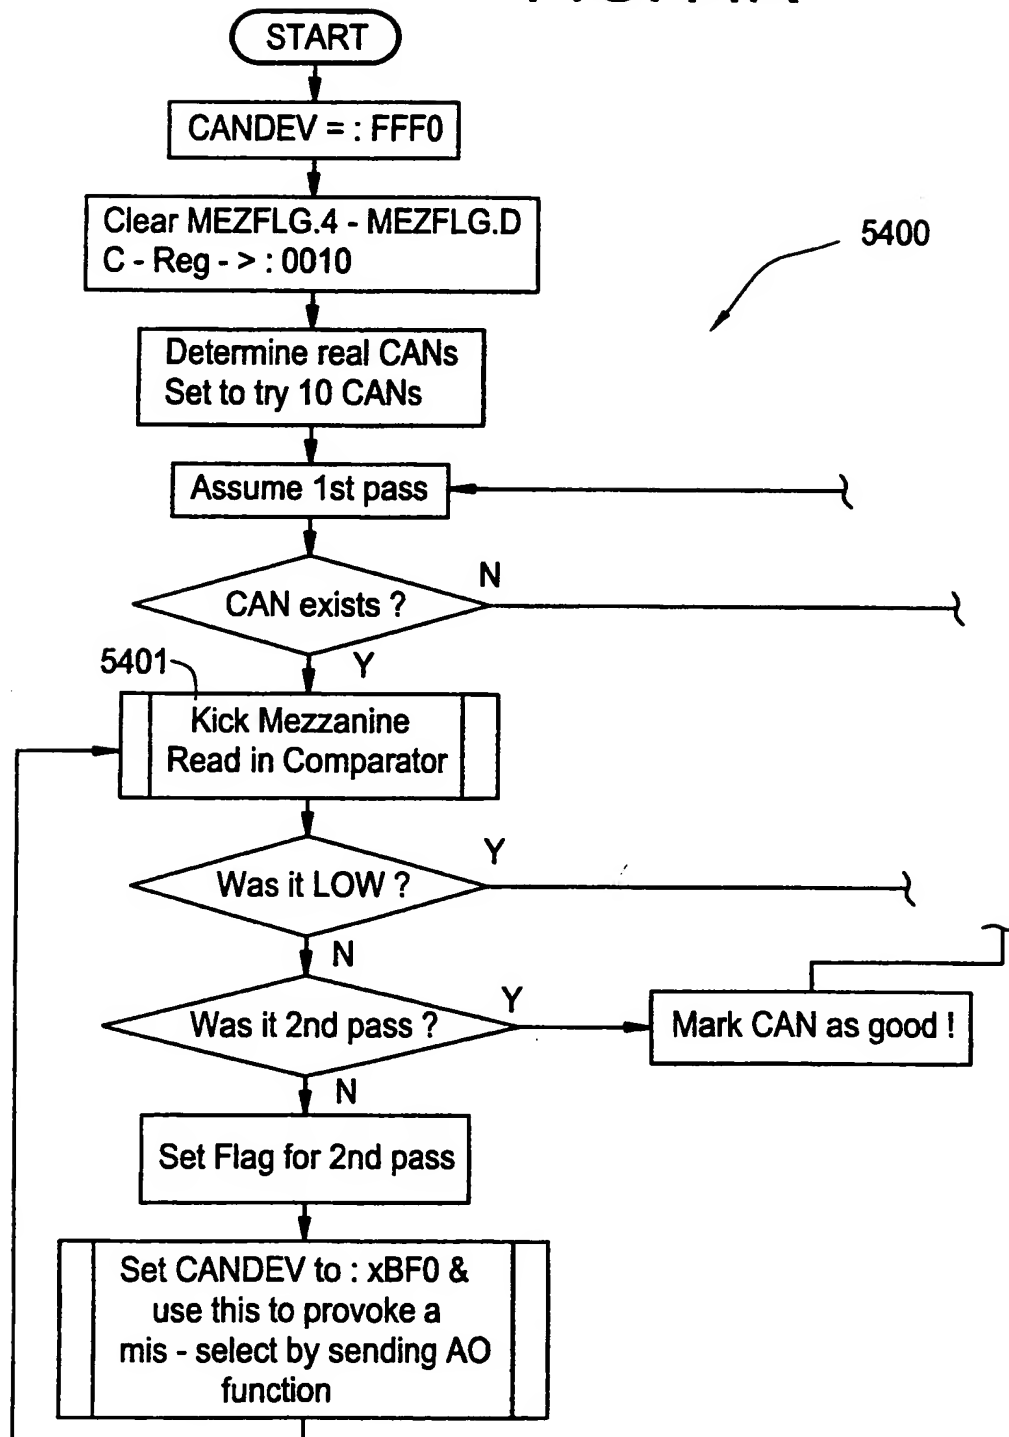 START
CANDEV = : FFF0
Clear MEZFLG.4 - MEZFLG.D
C - Reg - > : 0010
5400
Determine real CANs
Set to try 10 CANs
Assume 1st pass
N
CAN exists ?
Y
5401
Kick Mezzanine
Read in Comparator
Y
Was it LOW ?
N
Y
Was it 2nd pass ?
Mark CAN as good !
N
Set Flag for 2nd pass
Set CANDEV to : xBF0 &
use this to provoke a
mis - select by sending AO
function